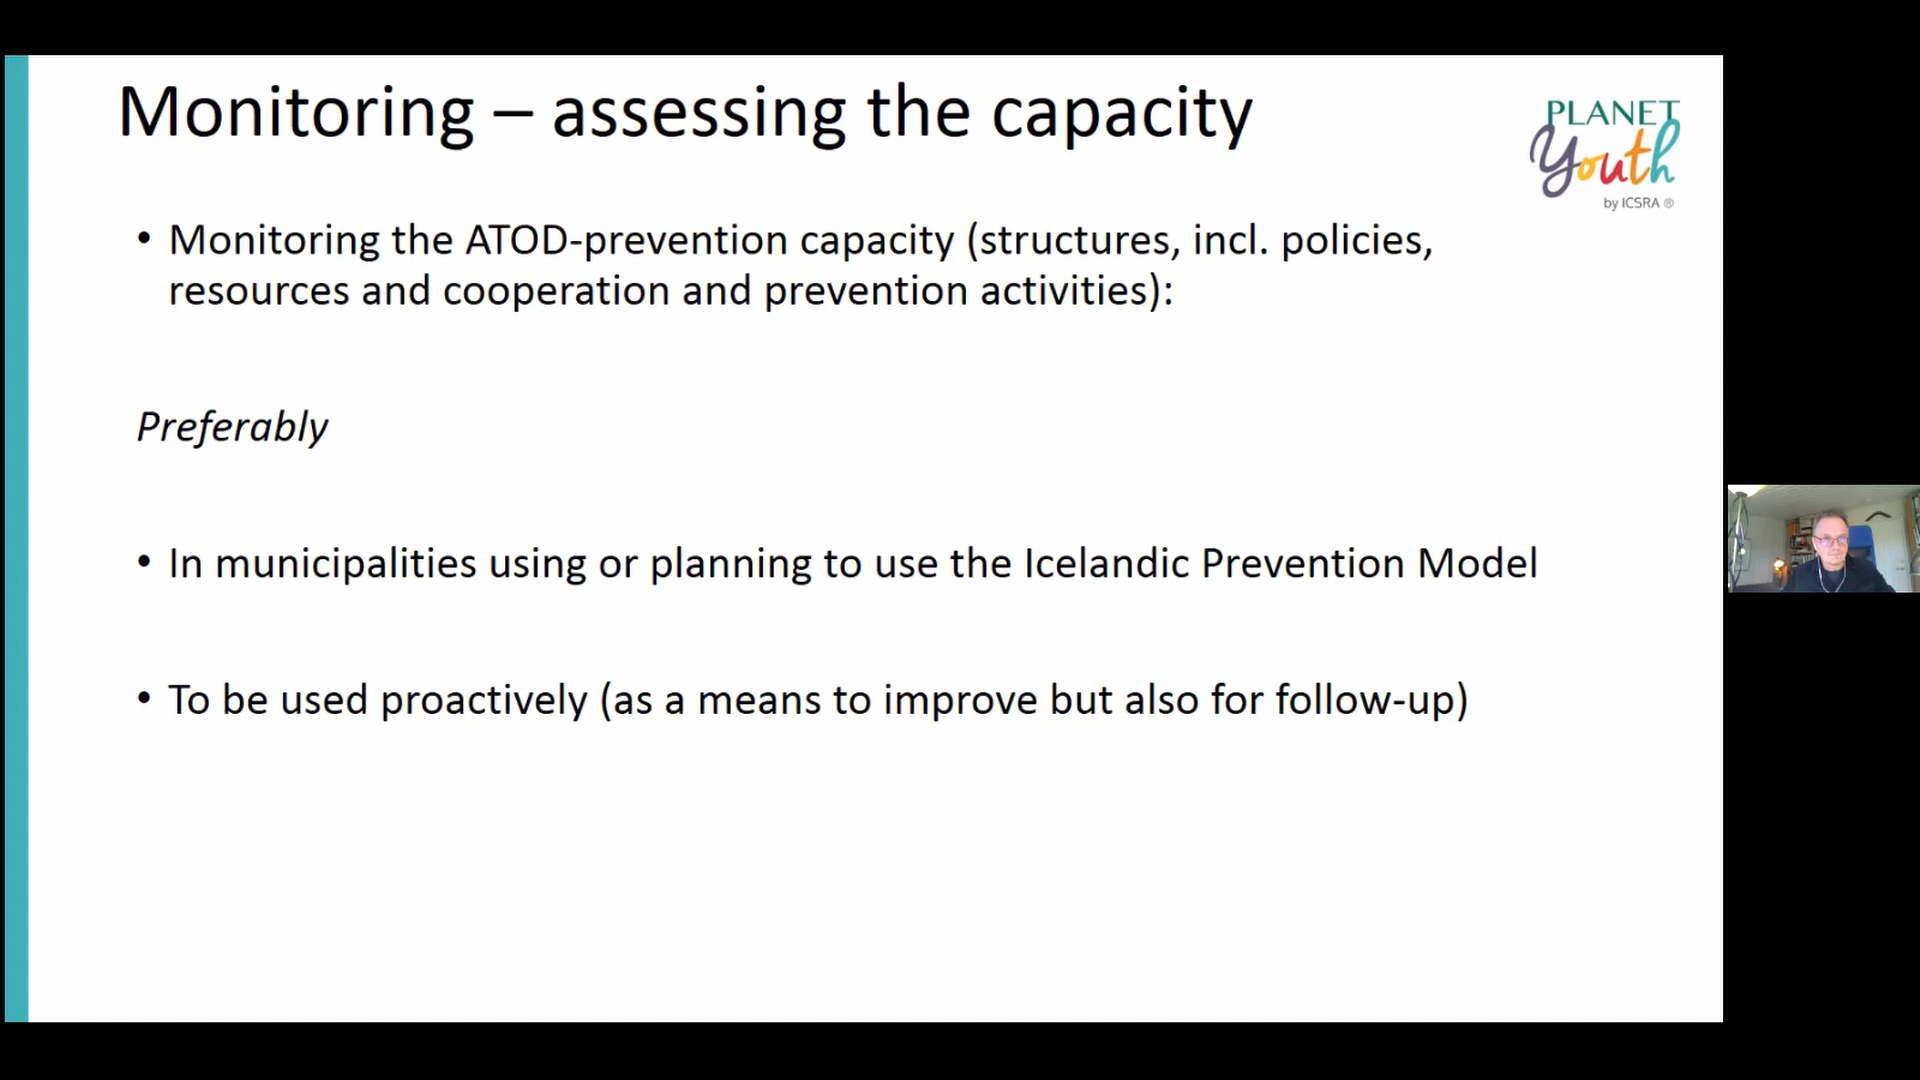 Monitoring – assessing the capacity
PLANET
Youth
by ICSRA ®
• Monitoring the ATOD-prevention capacity (structures, incl. policies,
resources and cooperation and prevention activities):
Preferably
• In municipalities using or planning to use the Icelandic Prevention Model
• To be used proactively (as a means to improve but also for follow-up)